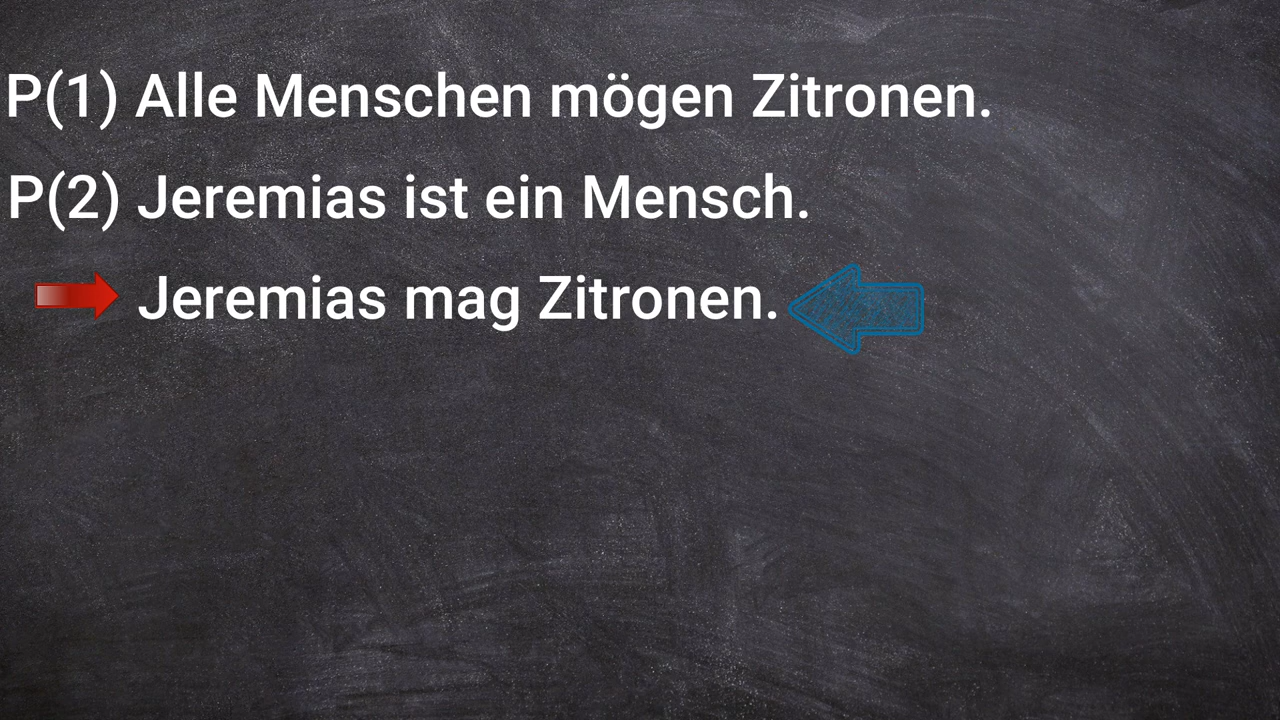 P(1) Alle Menschen mögen Zitronen.
P(2) Jeremias ist ein Mensch.
Jeremias mag Zitronen.